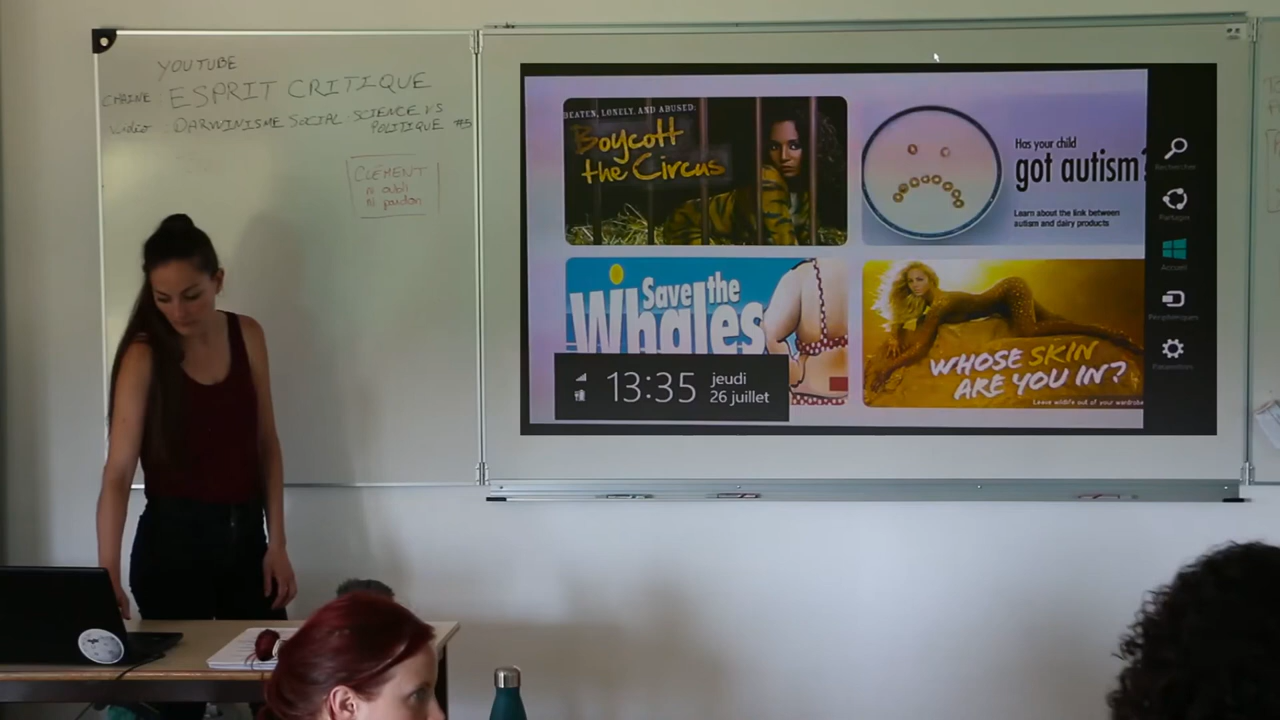 YOUTUBE
CHAINE ESPRIT CRITIQUE
Vidéo : DARWINISME SOCIAL : SCIENCE VS
POLITIQUE #5
CLÉMENT
ni oubli
ni pardon
BEATEN, LONELY, AND ABUSED:
Boycott
the Circus
Has your child
got autism?
Learn about the link between
autism and dairy products
Save the
Whales
WHOSE SKIN
ARE YOU IN?
Leave wildlife out of your wardrobe
13:35
jeudi
26 juillet
Rechercher
Partager
Accueil
Périphériques
Paramètres